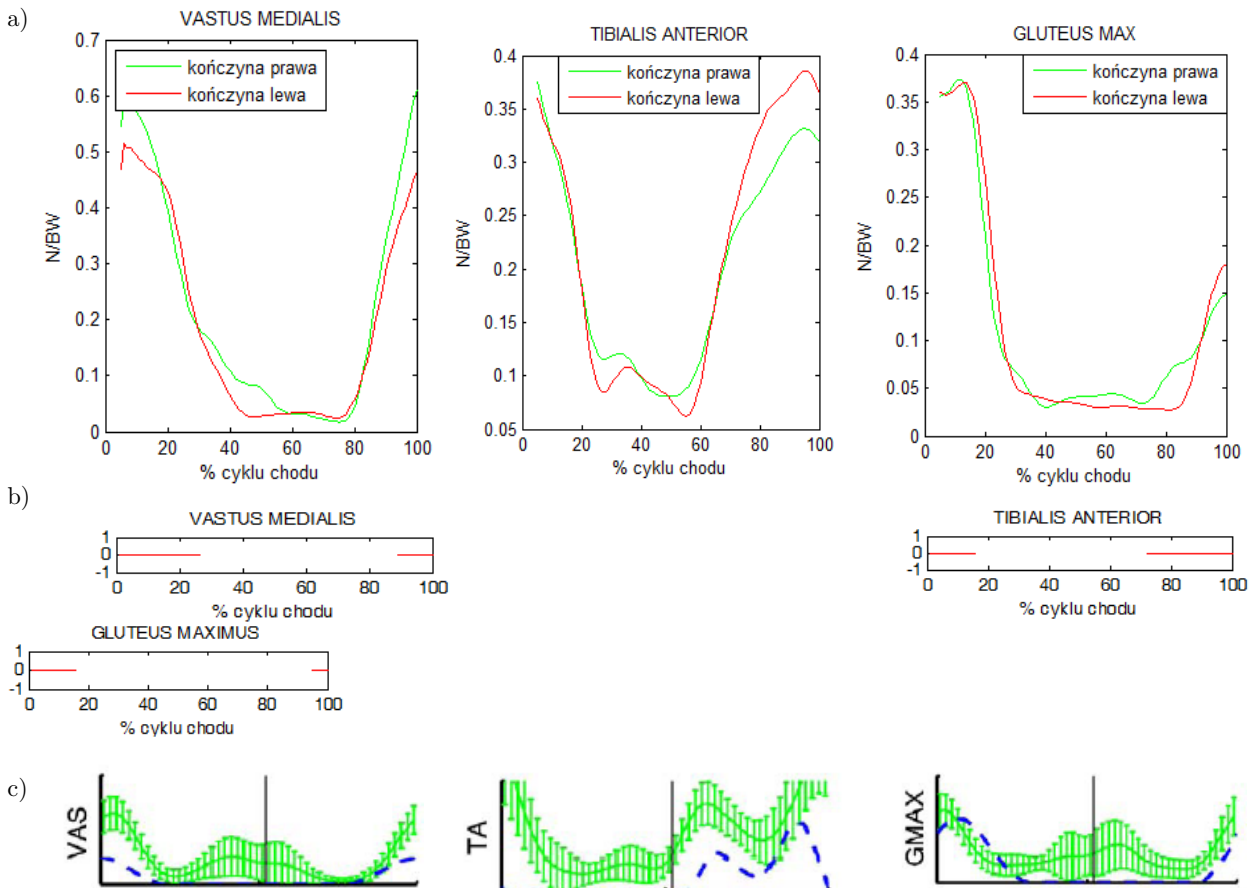 a)
VASTUS MEDIALIS
0.7
0.6
0.5
0.4
0.3
0.2
0.1
0
N/BW
kończyna prawa
kończyna lewa
0 20 40 60 80 100
% cyklu chodu
TIBIALIS ANTERIOR
0.4
0.35
0.3
0.25
0.2
0.15
0.1
0.05
N/BW
kończyna prawa
kończyna lewa
0 20 40 60 80 100
% cyklu chodu
GLUTEUS MAX
0.4
0.35
0.3
0.25
0.2
0.15
0.1
0.05
0
N/BW
kończyna prawa
kończyna lewa
0 20 40 60 80 100
% cyklu chodu
b)
VASTUS MEDIALIS
1
0
-1
0 20 40 60 80 100
% cyklu chodu
TIBIALIS ANTERIOR
1
0
-1
0 20 40 60 80 100
% cyklu chodu
GLUTEUS MAXIMUS
1
0
-1
0 20 40 60 80 100
% cyklu chodu
c)
VAS
TA
GMAX